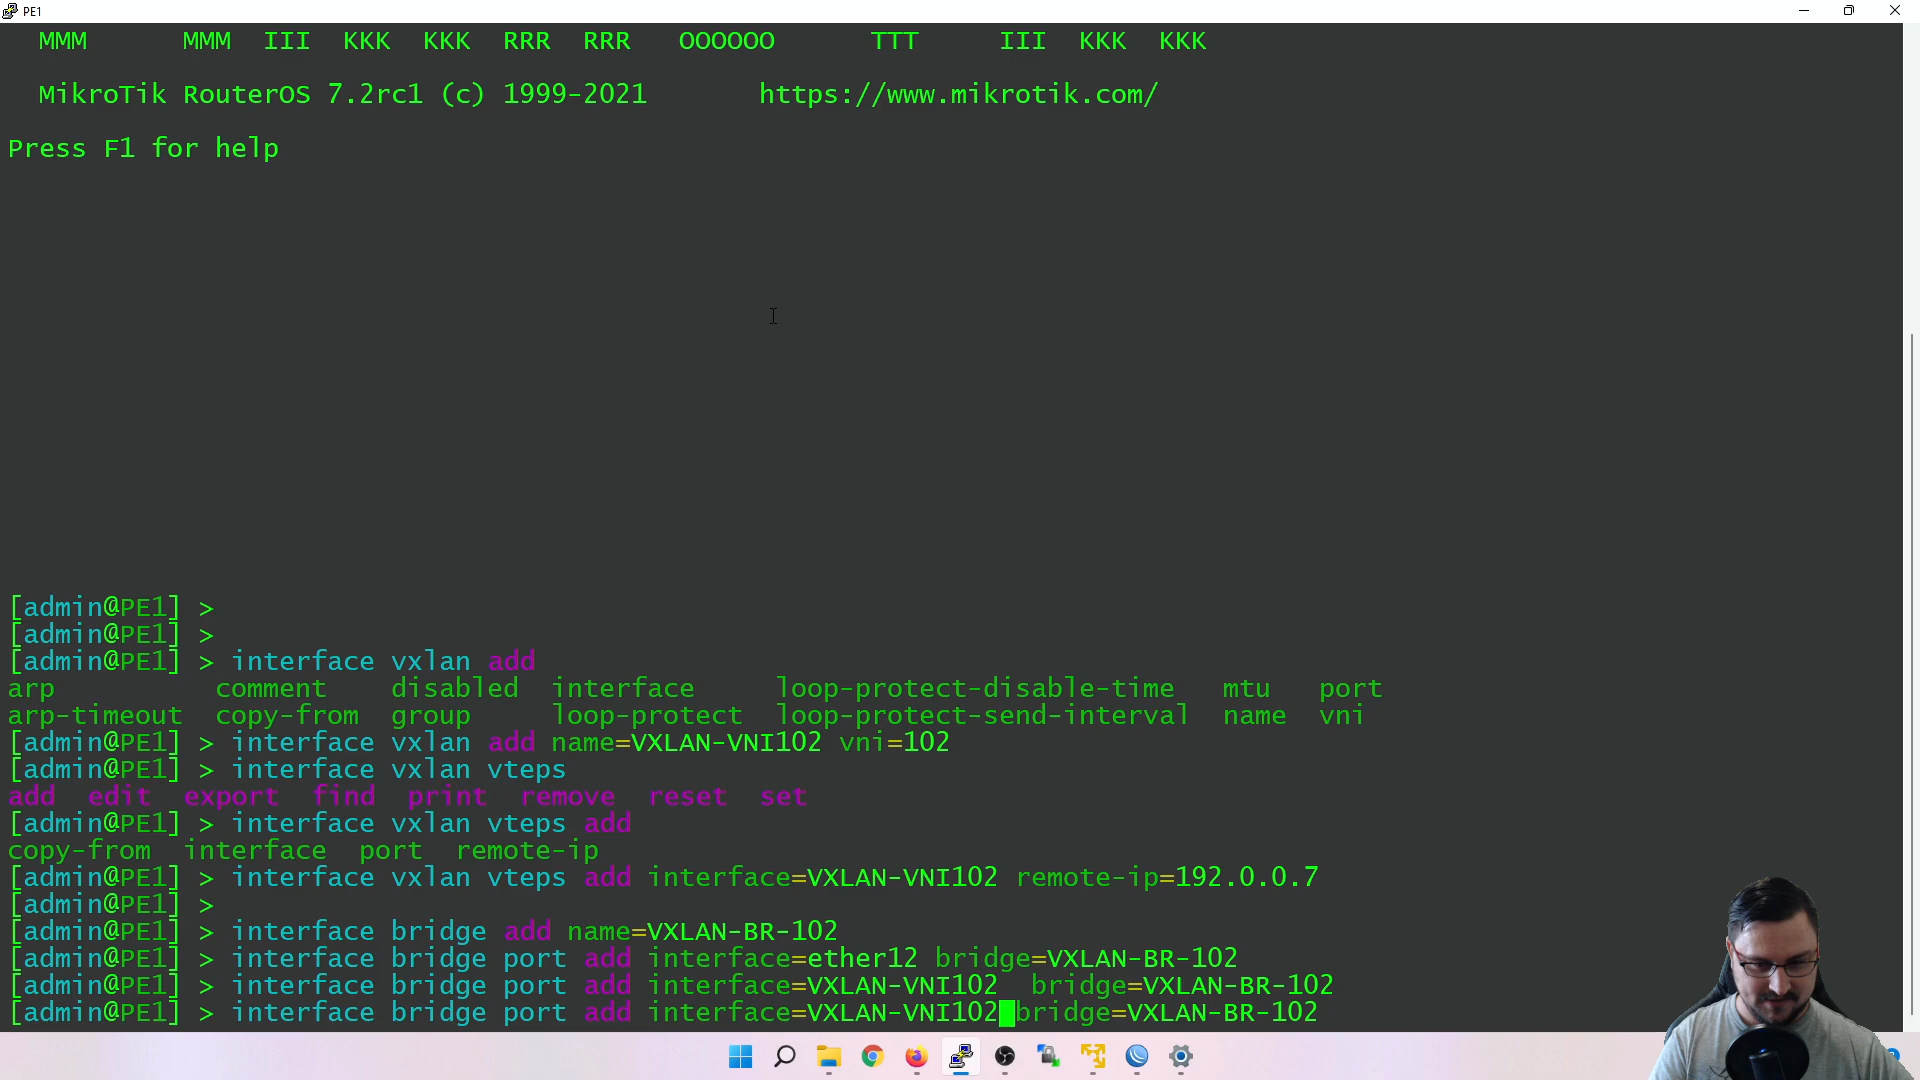 PE1
MMM MMM III KKK KKK RRR RRR OOOOOO TTT III KKK KKK
MikroTik RouterOS 7.2rc1 (c) 1999-2021 https://www.mikrotik.com/
Press F1 for help
[admin@PE1] >
[admin@PE1] >
[admin@PE1] > interface vxlan add
arp comment disabled interface loop-protect-disable-time mtu port
arp-timeout copy-from group loop-protect loop-protect-send-interval name vni
[admin@PE1] > interface vxlan add name=VXLAN-VNI102 vni=102
[admin@PE1] > interface vxlan vteps
add edit export find print remove reset set
[admin@PE1] > interface vxlan vteps add
copy-from interface port remote-ip
[admin@PE1] > interface vxlan vteps add interface=VXLAN-VNI102 remote-ip=192.0.0.7
[admin@PE1] >
[admin@PE1] > interface bridge add name=VXLAN-BR-102
[admin@PE1] > interface bridge port add interface=ether12 bridge=VXLAN-BR-102
[admin@PE1] > interface bridge port add interface=VXLAN-VNI102  bridge=VXLAN-BR-102
[admin@PE1] > interface bridge port add interface=VXLAN-VNI102 bridge=VXLAN-BR-102